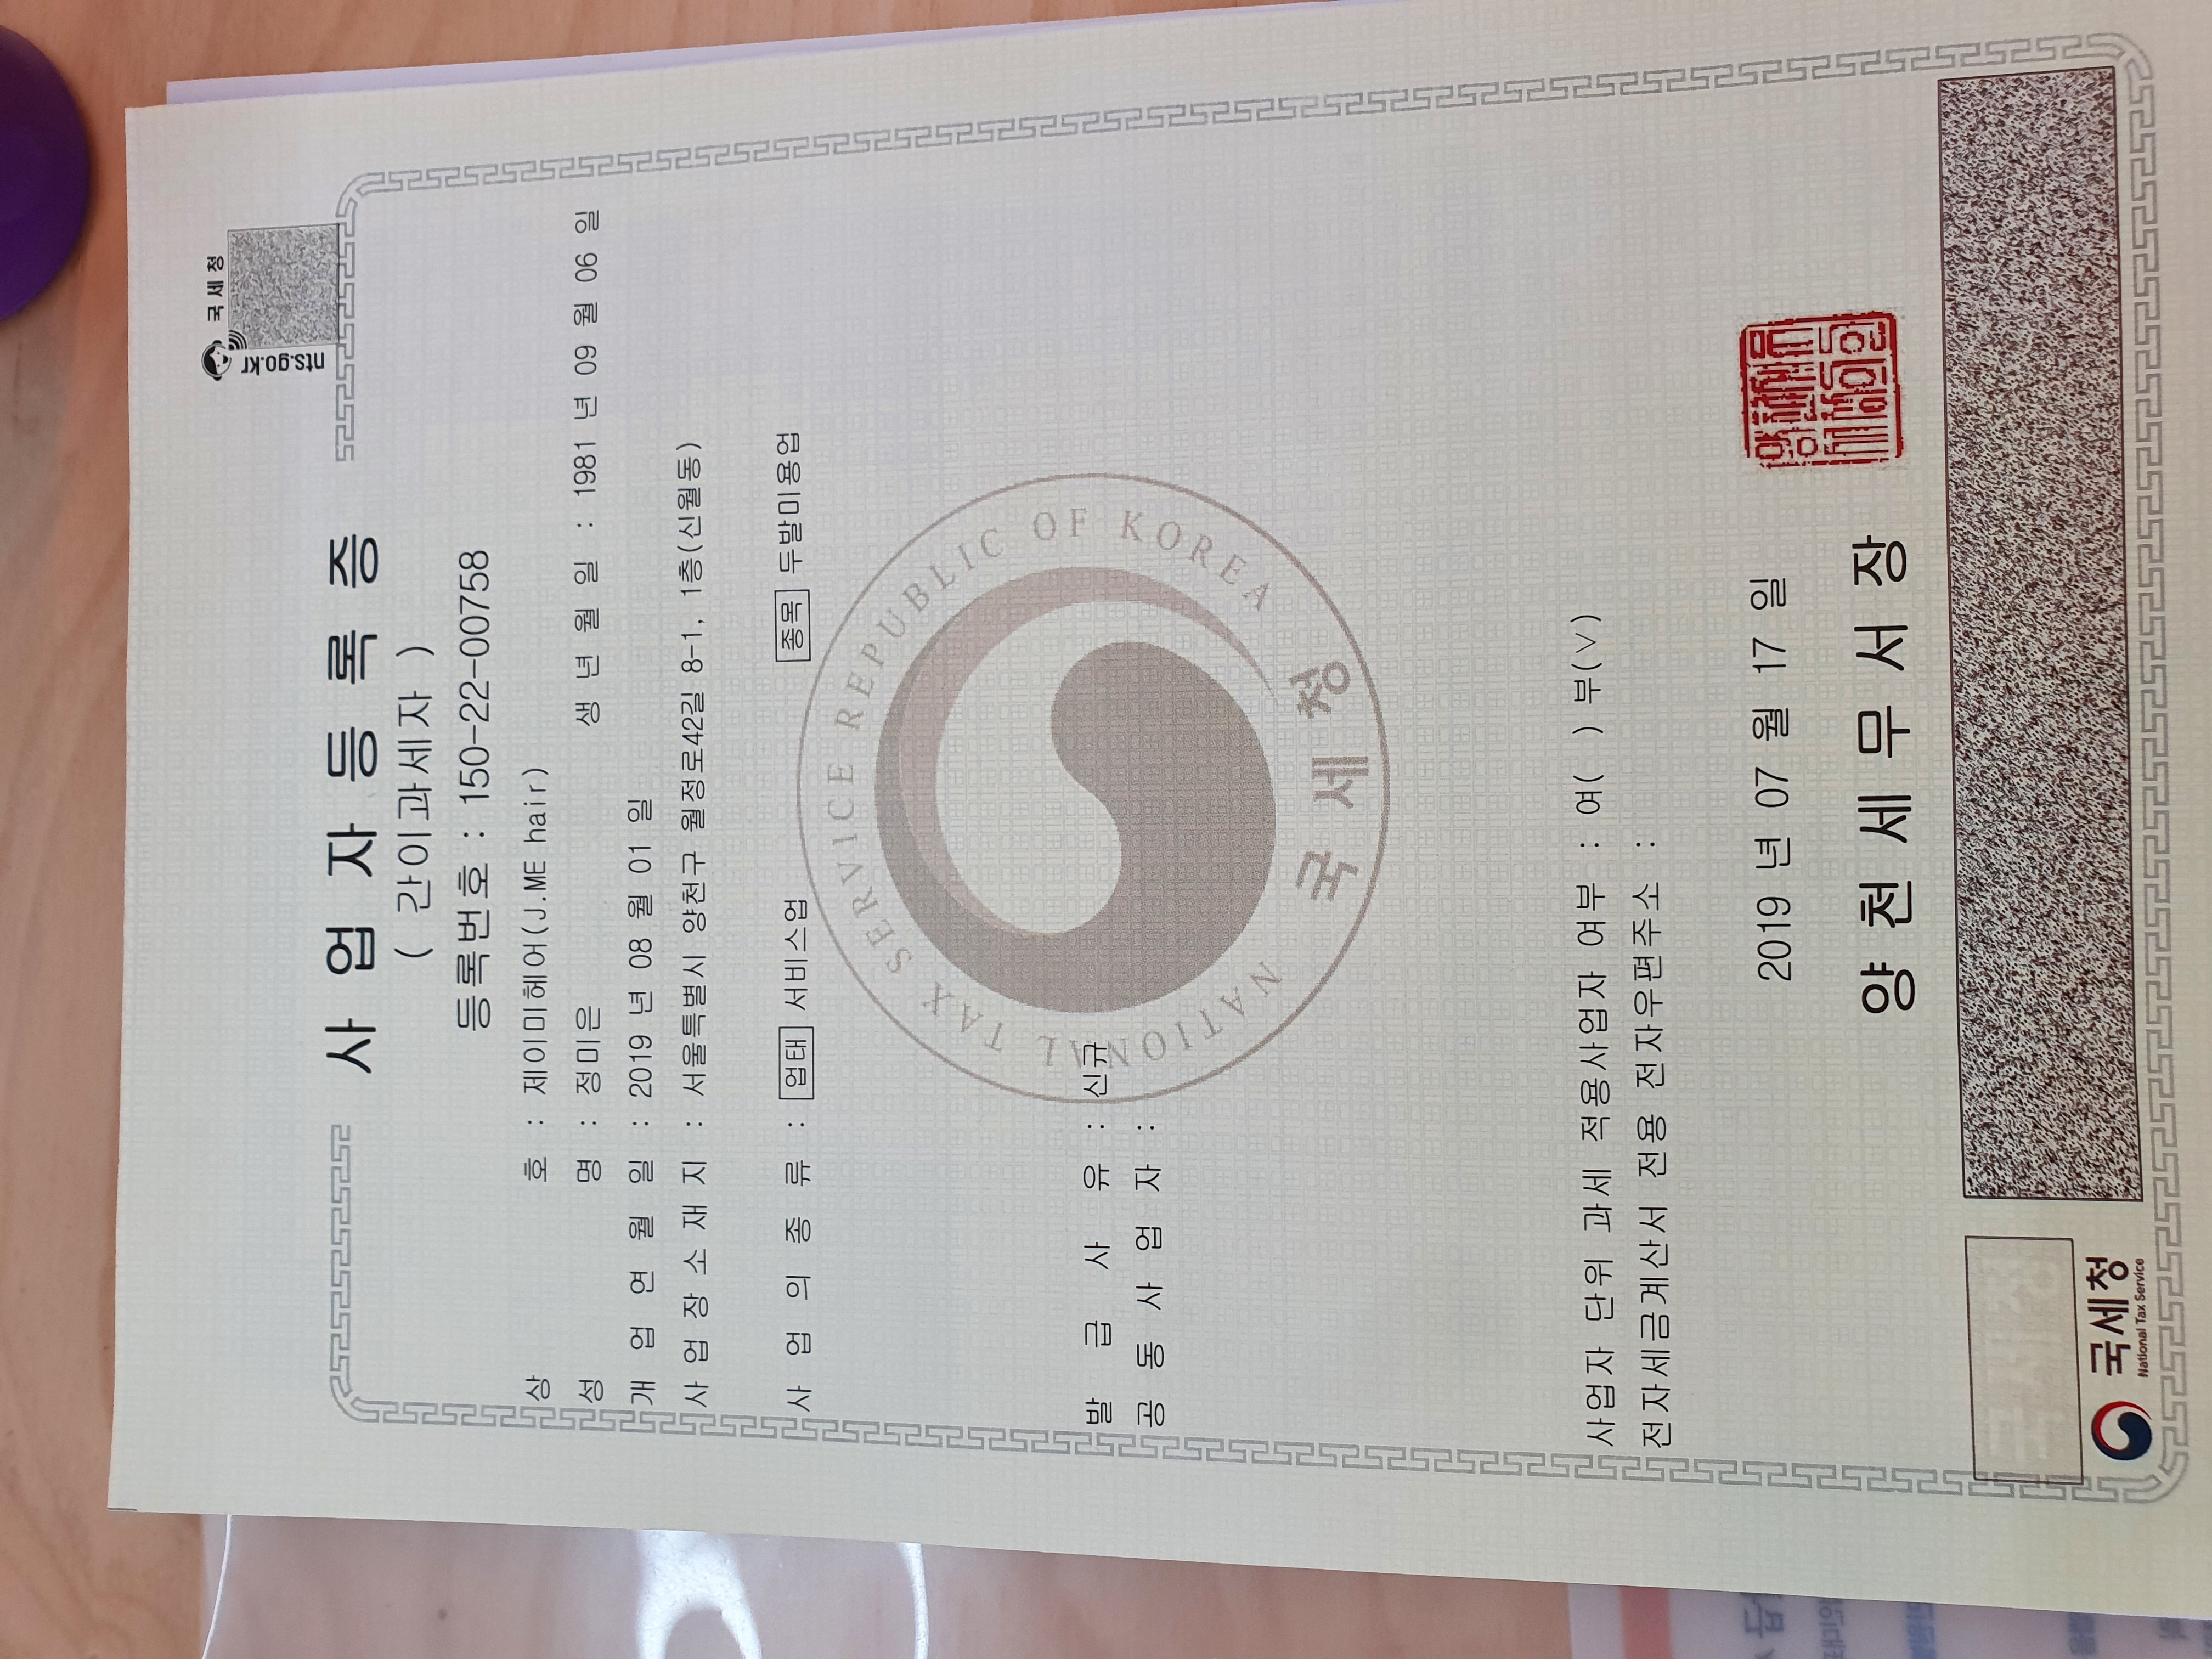 국세청
nts.go.kr
사업자등록증
( 간이과세자 )
등록번호 : 150-22-00758
상 호 : 제이미헤어(J.ME hair)
성 명 : 정미은 생 년 월 일 : 1981 년 09 월 06 일
개 업 연 월 일 : 2019 년 08 월 01 일
사 업 장 소 재 지 : 서울특별시 양천구 월정로42길 8-1, 1층(신월동)
사 업 의 종 류 : 업태 서비스업 종목 두발미용업
NATIONAL TAX SERVICE REPUBLIC OF KOREA
국세청
발 급 사 유 : 신규
공 동 사 업 자 :
사업자 단위 과세 적용사업자 여부 : 여( ) 부(∨)
전자세금계산서 전용 전자우편주소 :
2019 년 07 월 17 일
양 천 세 무 서 장
국세청
국세청
National Tax Service